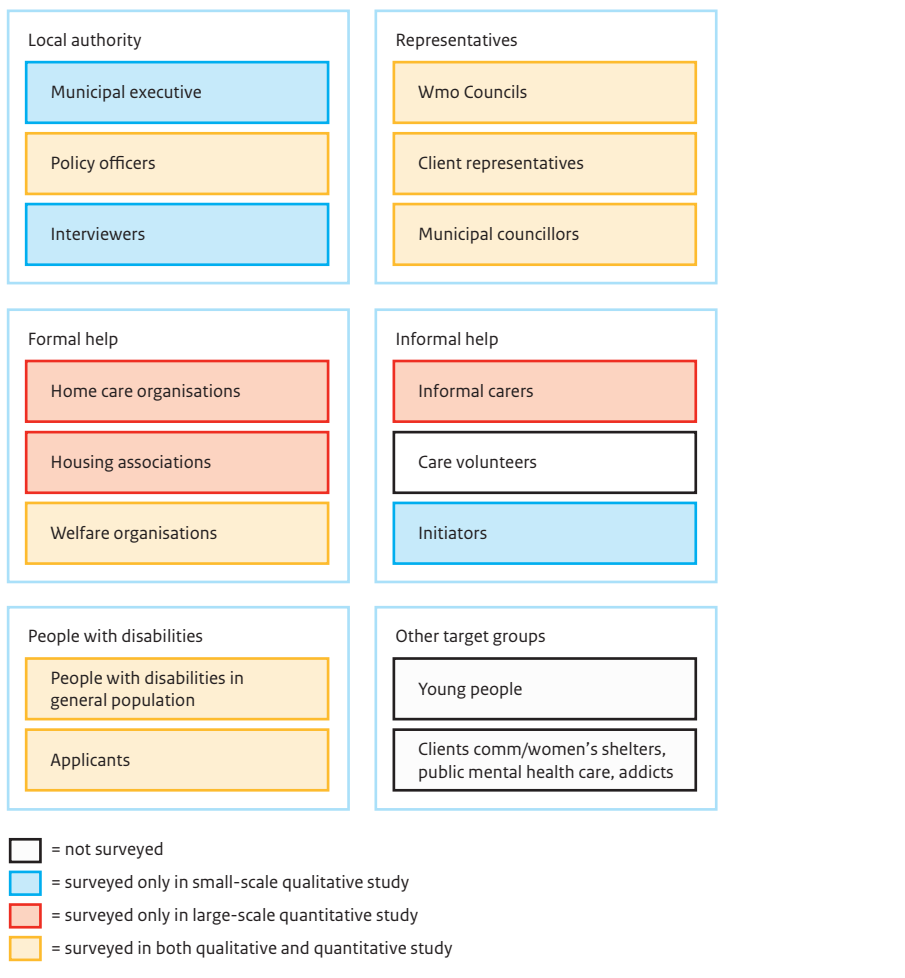 Local authority
Municipal executive
Policy officers
Interviewers
Representatives
Wmo Councils
Client representatives
Municipal councillors
Formal help
Home care organisations
Housing associations
Welfare organisations
Informal help
Informal carers
Care volunteers
Initiators
People with disabilities
People with disabilities in
general population
Applicants
Other target groups
Young people
Clients comm/women’s shelters,
public mental health care, addicts
= not surveyed
= surveyed only in small-scale qualitative study
= surveyed only in large-scale quantitative study
= surveyed in both qualitative and quantitative study